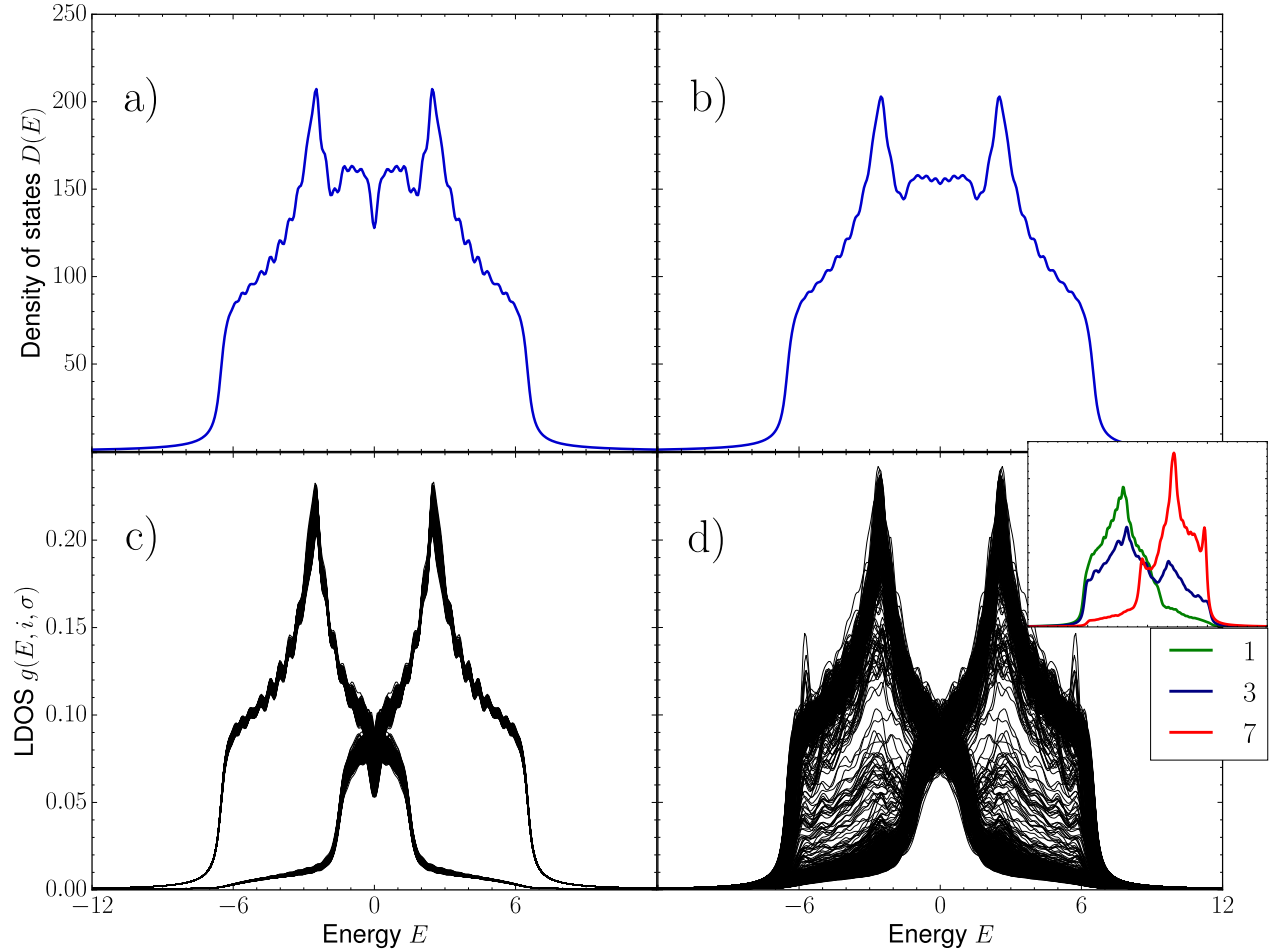 250
200
150
100
50
Density of states D(E)
a)
b)
0.20
0.15
0.10
0.05
0.00
LDOS g(E, i, σ)
c)
d)
1
3
7
−12 −6 0 6 −6 0 6 12
Energy E Energy E